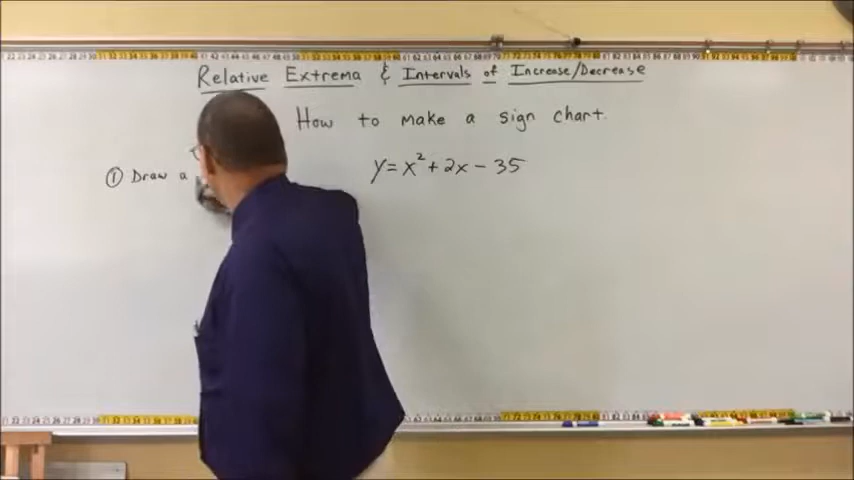 Relative Extrema & Intervals of Increase/Decrease
How to make a sign chart.
y = x² + 2x - 35
① Draw a